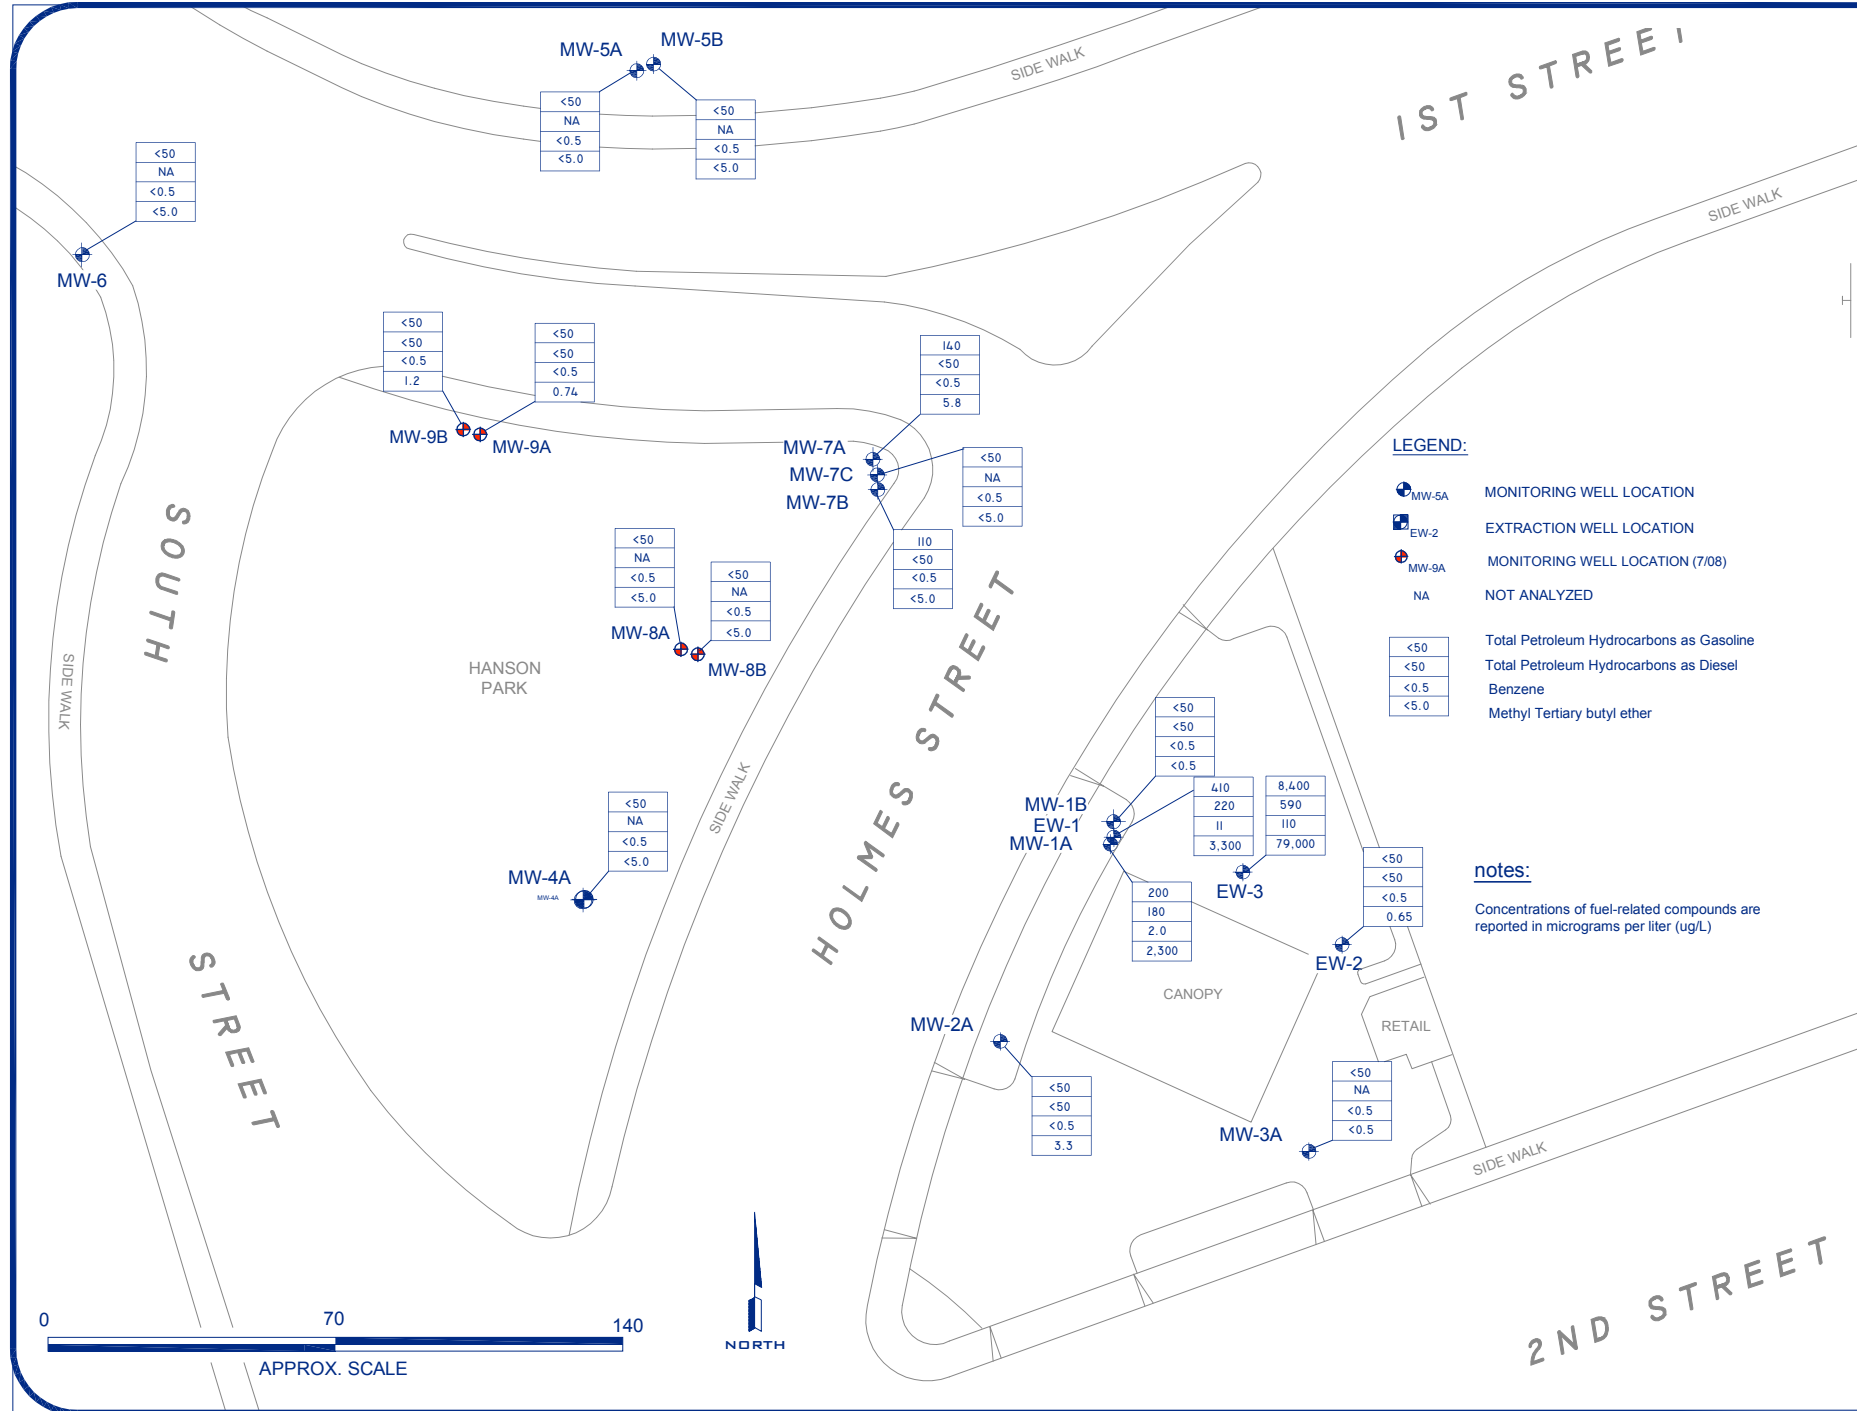 MW-5A
MW-5B
SIDE WALK
1ST STREET
<50
NA
<0.5
<5.0
<50
NA
<0.5
<5.0
<50
NA
<0.5
<5.0
MW-6
SIDE WALK
<50
<50
<0.5
1.2
<50
<50
<0.5
0.74
140
<50
<0.5
5.8
MW-9B
MW-9A
MW-7A
MW-7C
MW-7B
<50
NA
<0.5
<5.0
110
<50
<0.5
<5.0
LEGEND:
MW-5A MONITORING WELL LOCATION
EW-2 EXTRACTION WELL LOCATION
MW-9A MONITORING WELL LOCATION (7/08)
NA NOT ANALYZED
<50 Total Petroleum Hydrocarbons as Gasoline
<50 Total Petroleum Hydrocarbons as Diesel
<0.5 Benzene
<5.0 Methyl Tertiary butyl ether
SOUTH
STREET
SIDE WALK
<50
NA
<0.5
<5.0
<50
NA
<0.5
<5.0
MW-8A
MW-8B
HANSON
PARK
HOLMES STREET
SIDE WALK
<50
NA
<0.5
<5.0
MW-4A
MW-4A
<50
<50
<0.5
<0.5
MW-1B
EW-1
MW-1A
410
220
11
3,300
8,400
590
110
79,000
EW-3
200
180
2.0
2,300
<50
<50
<0.5
0.65
EW-2
notes:
Concentrations of fuel-related compounds are
reported in micrograms per liter (ug/L)
CANOPY
RETAIL
MW-2A
<50
<50
<0.5
3.3
<50
NA
<0.5
<0.5
MW-3A
SIDE WALK
2ND STREET
0 70 140
APPROX. SCALE
NORTH